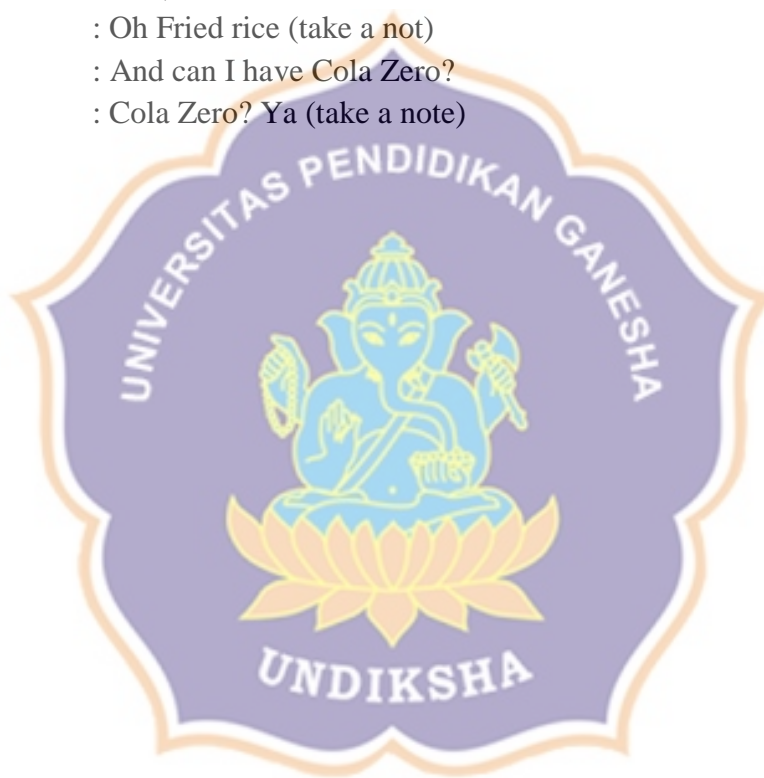 : Oh Fried rice (take a not)
: And can I have Cola Zero?
: Cola Zero? Ya (take a note)
UNIVERSITAS PENDIDIKAN GANESHA
UNDIKSHA